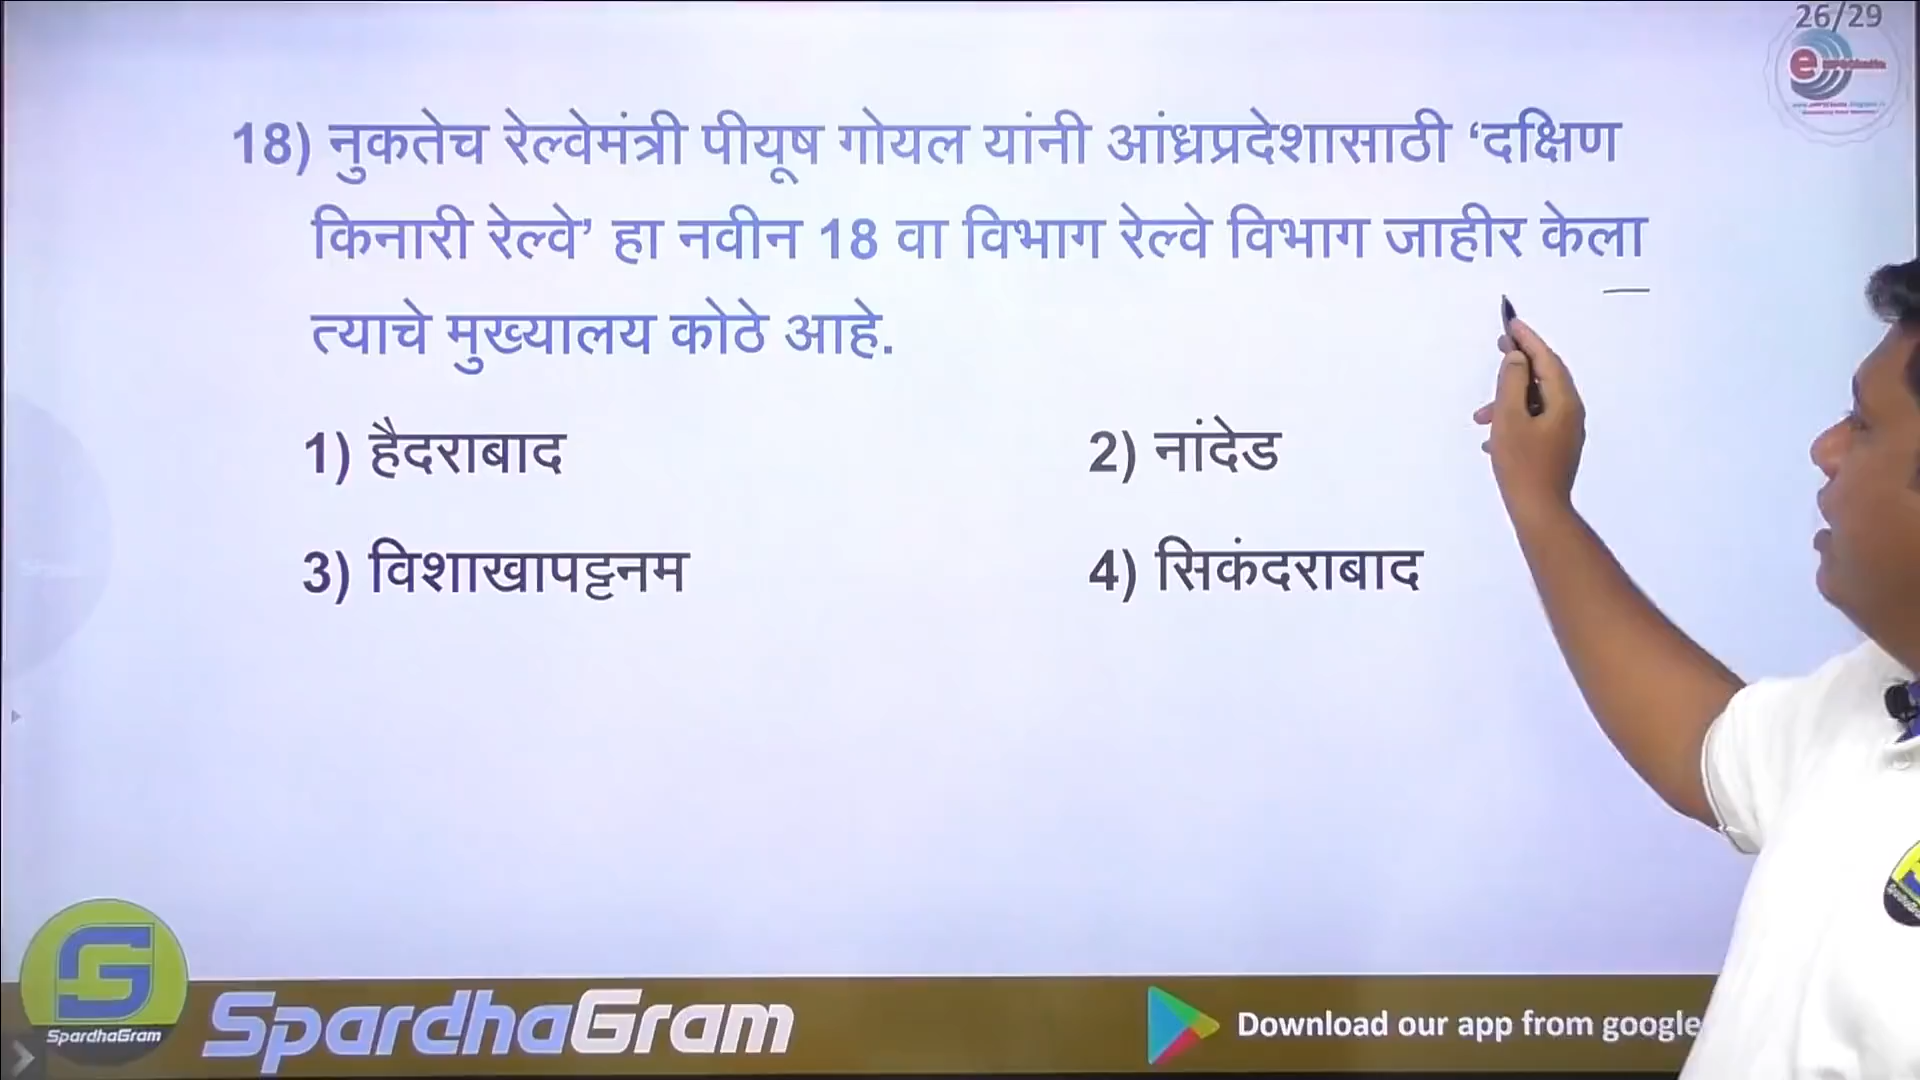 26/29
18) नुकतेच रेल्वेमंत्री पीयूष गोयल यांनी आंध्रप्रदेशासाठी ‘दक्षिण
किनारी रेल्वे’ हा नवीन 18 वा विभाग रेल्वे विभाग जाहीर केला
त्याचे मुख्यालय कोठे आहे.
1) हैदराबाद
2) नांदेड
3) विशाखापट्टनम
4) सिकंदराबाद
SpardhaGram
SpardhaGram
Download our app from google